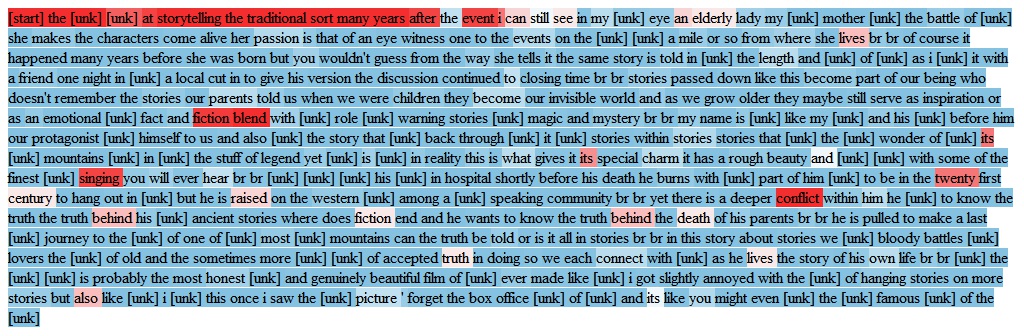 [start] the [unk] [unk] at storytelling the traditional sort many years after the event i can still see in my [unk] eye an elderly lady my [unk] mother [unk] the battle of [unk]
she makes the characters come alive her passion is that of an eye witness one to the events on the [unk] [unk] a mile or so from where she lives br br of course it
happened many years before she was born but you wouldn't guess from the way she tells it the same story is told in [unk] the length and [unk] of [unk] as i [unk] it with
a friend one night in [unk] a local cut in to give his version the discussion continued to closing time br br stories passed down like this become part of our being who
doesn't remember the stories our parents told us when we were children they become our invisible world and as we grow older they maybe still serve as inspiration or
as an emotional [unk] fact and fiction blend with [unk] role [unk] warning stories [unk] magic and mystery br br my name is [unk] like my [unk] and his [unk] before him
our protagonist [unk] himself to us and also [unk] the story that [unk] back through [unk] it [unk] stories within stories stories that [unk] the [unk] wonder of [unk] its
[unk] mountains [unk] in [unk] the stuff of legend yet [unk] is [unk] in reality this is what gives it its special charm it has a rough beauty and [unk] [unk] with some of the
finest [unk] singing you will ever hear br br [unk] [unk] [unk] his [unk] in hospital shortly before his death he burns with [unk] part of him [unk] to be in the twenty first
century to hang out in [unk] but he is raised on the western [unk] among a [unk] speaking community br br yet there is a deeper conflict within him he [unk] to know the
truth the truth behind his [unk] ancient stories where does fiction end and he wants to know the truth behind the death of his parents br br he is pulled to make a last
[unk] journey to the [unk] of one of [unk] most [unk] mountains can the truth be told or is it all in stories br br in this story about stories we [unk] bloody battles [unk]
lovers the [unk] of old and the sometimes more [unk] [unk] of accepted truth in doing so we each connect with [unk] as he lives the story of his own life br br [unk] the
[unk] [unk] is probably the most honest [unk] and genuinely beautiful film of [unk] ever made like [unk] i got slightly annoyed with the [unk] of hanging stories on more
stories but also like [unk] i [unk] this once i saw the [unk] picture ' forget the box office [unk] of [unk] and its like you might even [unk] the [unk] famous [unk] of the
[unk]